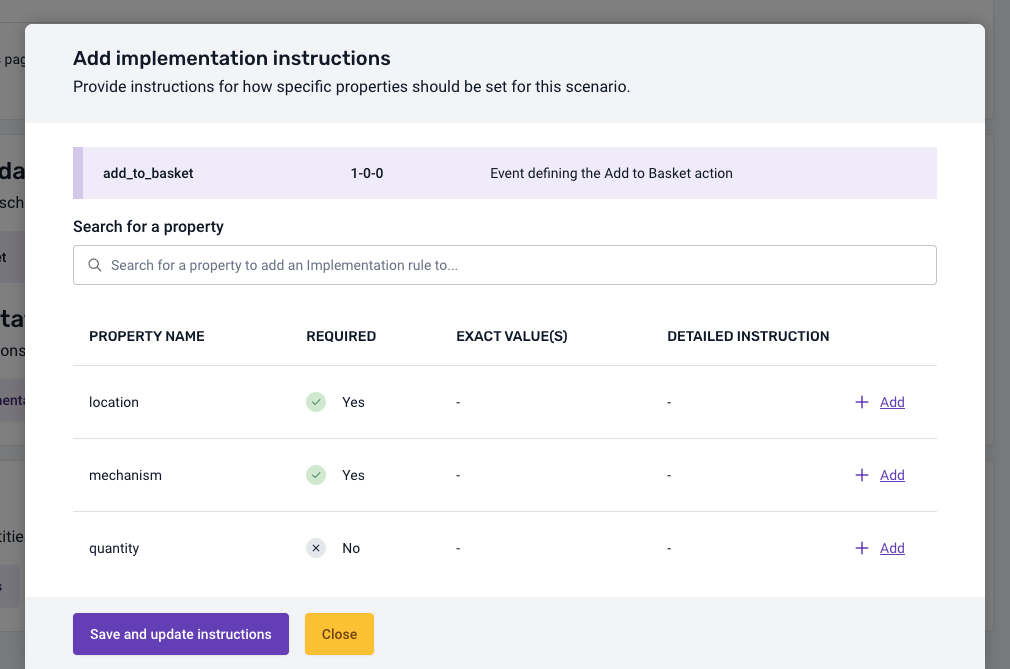 Add implementation instructions
Provide instructions for how specific properties should be set for this scenario.
add_to_basket 1-0-0 Event defining the Add to Basket action
Search for a property
Search for a property to add an Implementation rule to...
PROPERTY NAME REQUIRED EXACT VALUE(S) DETAILED INSTRUCTION
location Yes - - + Add
mechanism Yes - - + Add
quantity No - - + Add
Save and update instructions Close